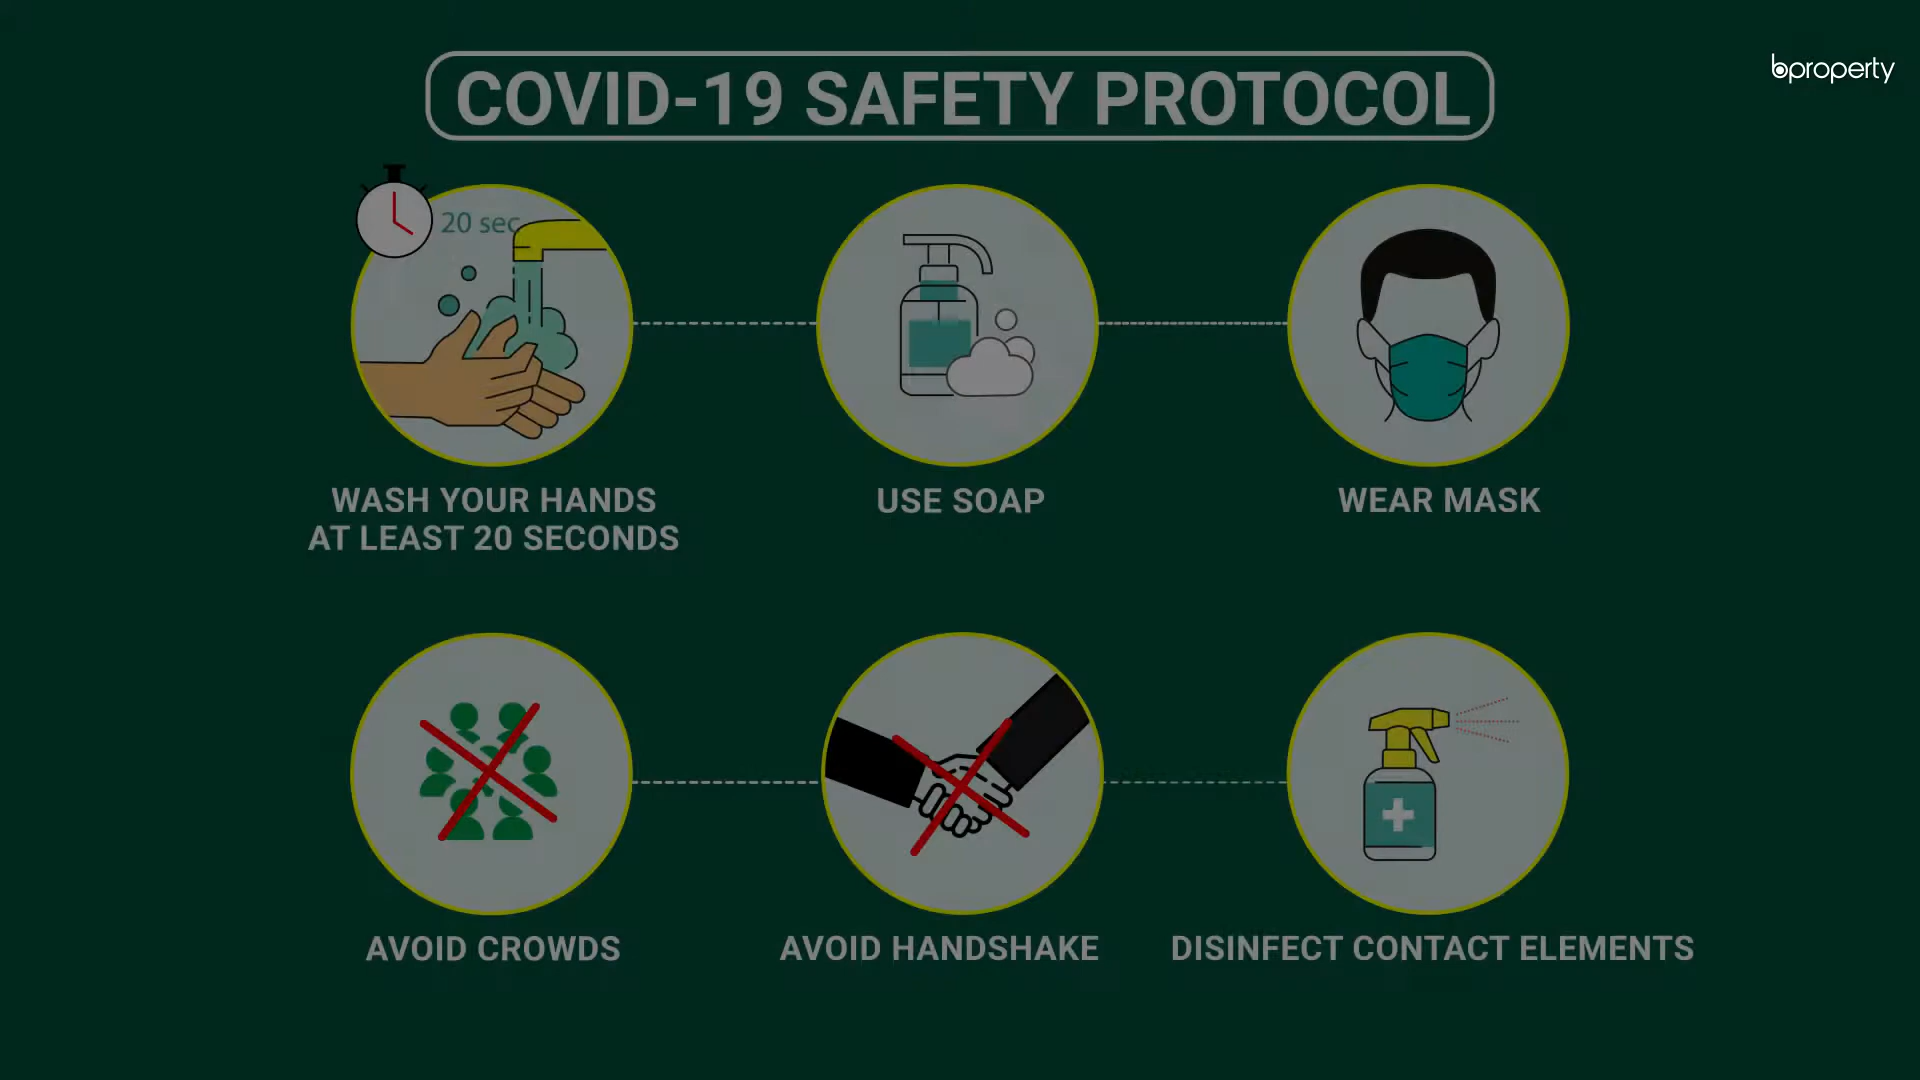 COVID-19 SAFETY PROTOCOL
bproperty
20 sec
WASH YOUR HANDS
AT LEAST 20 SECONDS
USE SOAP
WEAR MASK
AVOID CROWDS
AVOID HANDSHAKE
DISINFECT CONTACT ELEMENTS